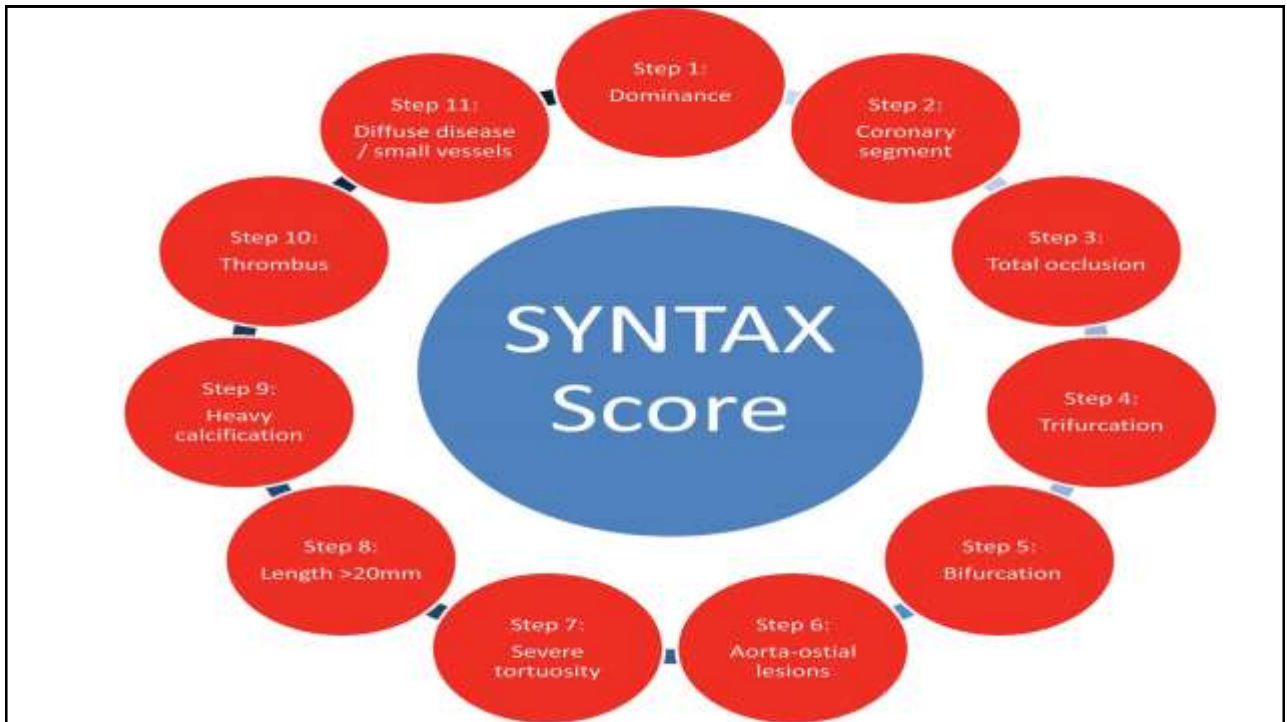 SYNTAX
Score
Step 1:
Dominance
Step 2:
Coronary
segment
Step 3:
Total occlusion
Step 4:
Trifurcation
Step 5:
Bifurcation
Step 6:
Aorta-ostial
lesions
Step 7:
Severe
tortuosity
Step 8:
Length >20mm
Step 9:
Heavy
calcification
Step 10:
Thrombus
Step 11:
Diffuse disease
/ small vessels